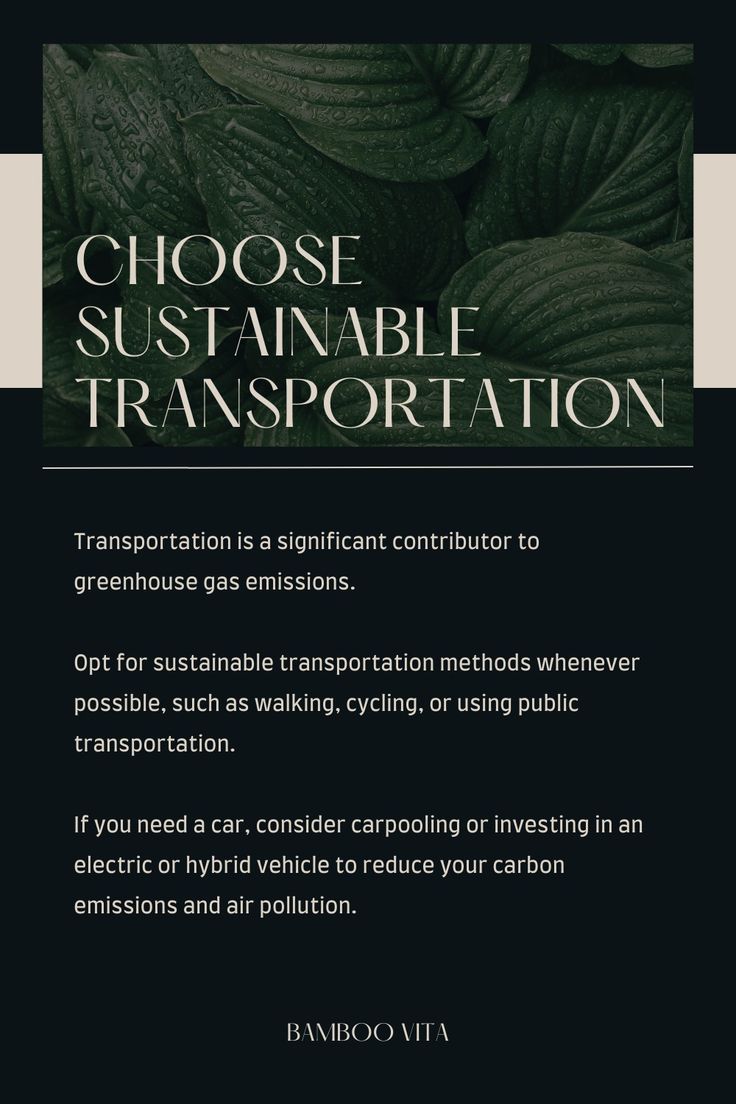 CHOOSE
SUSTAINABLE
TRANSPORTATION
Transportation is a significant contributor to
greenhouse gas emissions.
Opt for sustainable transportation methods whenever
possible, such as walking, cycling, or using public
transportation.
If you need a car, consider carpooling or investing in an
electric or hybrid vehicle to reduce your carbon
emissions and air pollution.
BAMBOO VITA